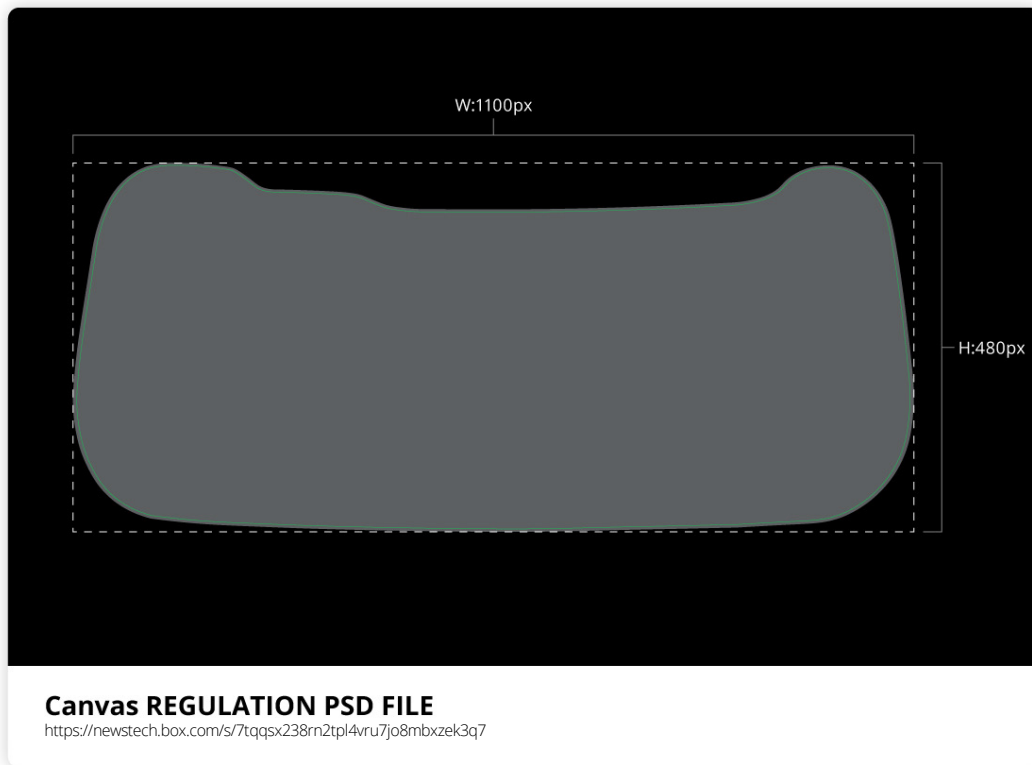 W:1100px
H:480px
Canvas REGULATION PSD FILE
https://newstech.box.com/s/7tqqsx238rn2tpl4vru7jo8mbxzek3q7